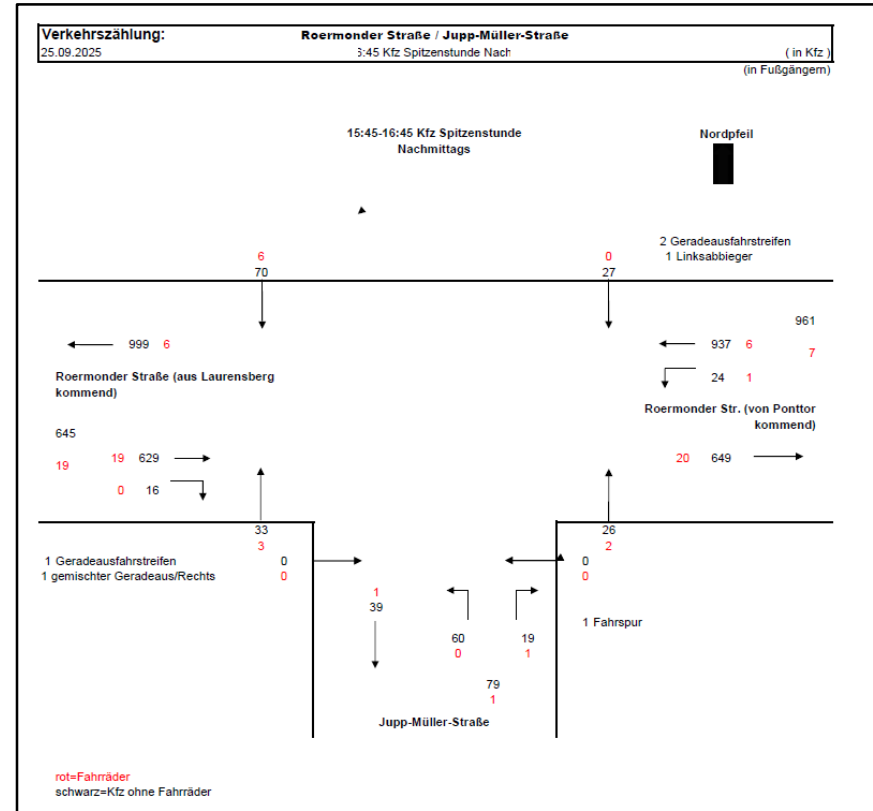 Verkehrszählung: Roermonder Straße / Jupp-Müller-Straße
25.09.2025 :45 Kfz Spitzenstunde Nach ( in Kfz )
(in Fußgängern)
15:45-16:45 Kfz Spitzenstunde
Nachmittags
Nordpfeil
2 Geradeausfahrstreifen
1 Linksabbieger
6
70
0
27
961
7
999 6
937 6
24 1
Roermonder Straße (aus Laurensberg
kommend)
Roermonder Str. (von Ponttor
kommend)
645
19
19 629
0 16
20 649
33
3
26
2
1 Geradeausfahrstreifen
1 gemischter Geradeaus/Rechts
0
0
0
0
1
39
60
0
19
1
1 Fahrspur
79
1
Jupp-Müller-Straße
rot=Fahrräder
schwarz=Kfz ohne Fahrräder